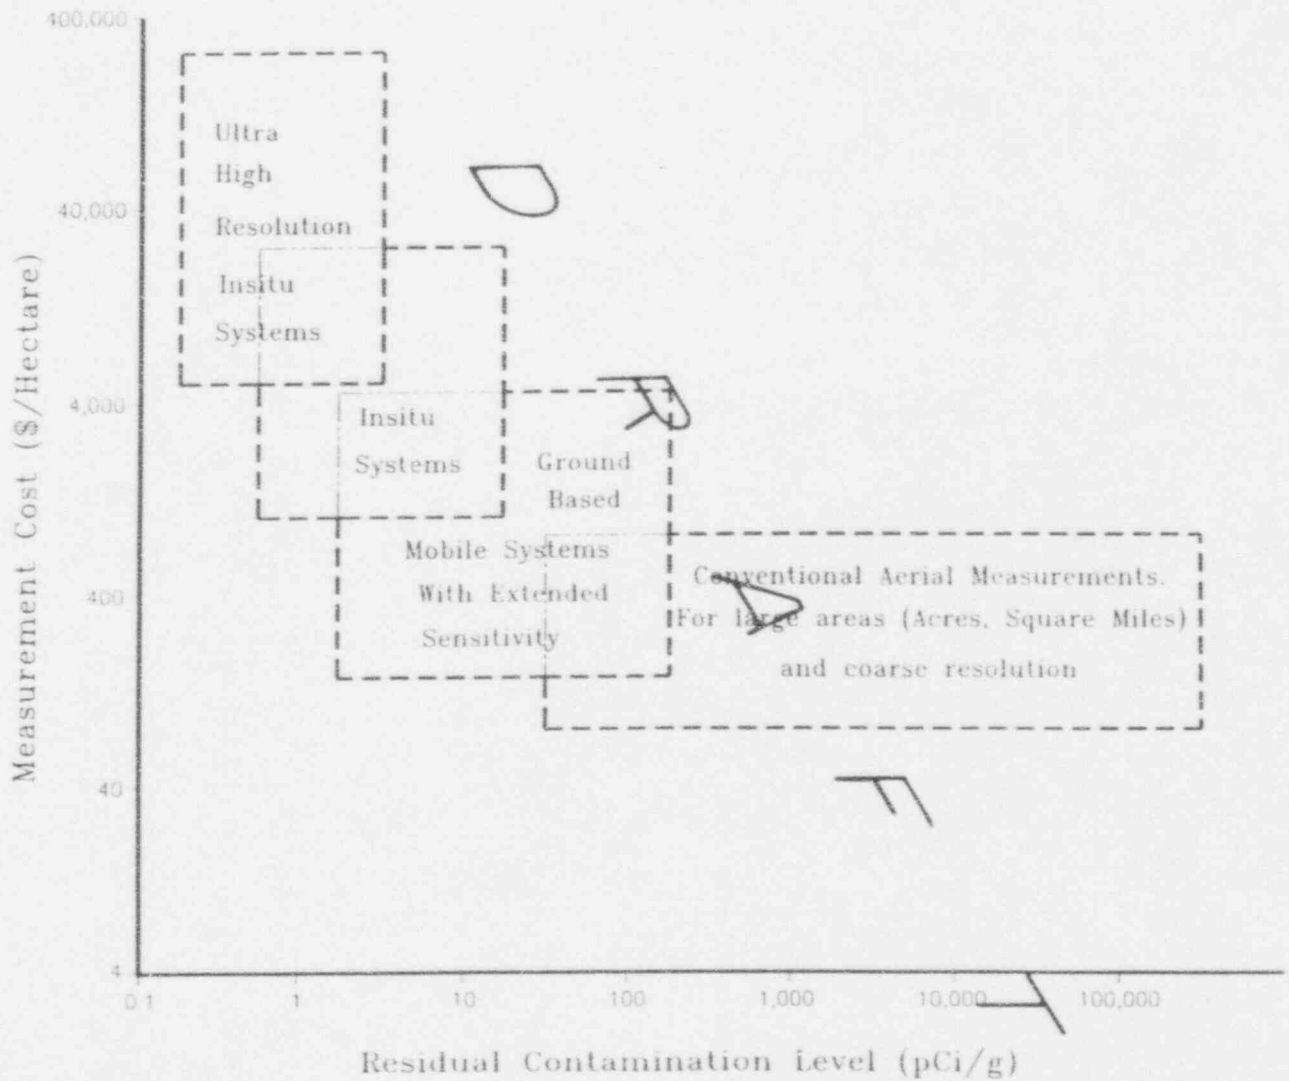 400,000
40,000
4,000
400
40
4
Measurement Cost ($/Hectare)
Ultra
High
Resolution
Insitu
Systems
Insitu
Systems
Ground
Based
Mobile Systems
With Extended
Sensitivity
Conventional Aerial Measurements.
For large areas (Acres, Square Miles)
and coarse resolution
0.1
1
10
100
1,000
10,000
100,000
Residual Contamination Level (pCi/g)